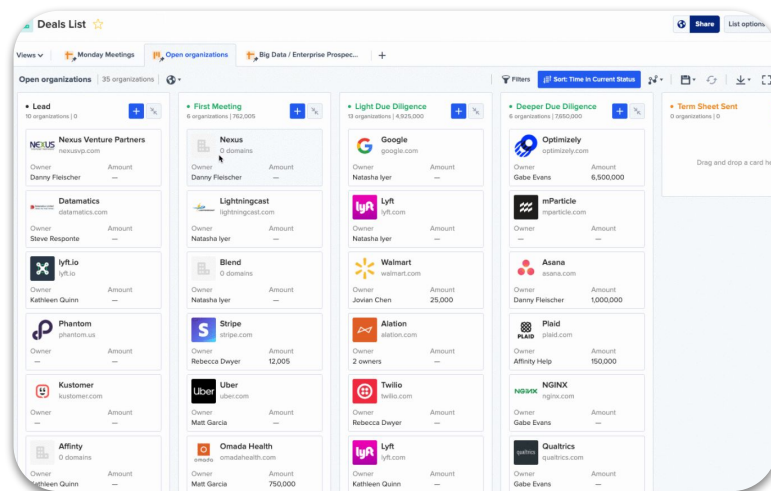 Deals List
Share
List options
Views
Monday Meetings
Open organizations
Big Data / Enterprise Prospec...
+
Open organizations
35 organizations
Filters
Sort: Time in Current Status
• Lead
10 organizations | 0
+
NEXUS
Nexus Venture Partners
nexusvp.com
Owner Amount
Danny Fleischer —
Datamatics
datamatics.com
Owner Amount
Steve Responte —
lyft.io
lyft.io
Owner Amount
Kathleen Quinn —
Phantom
phantom.us
Owner Amount
— —
Kustomer
kustomer.com
Owner Amount
— —
Affinty
0 domains
Owner Amount
Kathleen Quinn —
• First Meeting
6 organizations | 762,005
+
Nexus
0 domains
Owner Amount
Danny Fleischer —
Lightningcast
lightningcast.com
Owner Amount
Natasha Iyer —
Blend
0 domains
Owner Amount
Natasha Iyer —
S
Stripe
stripe.com
Owner Amount
Rebecca Dwyer 12,005
Uber
Uber
uber.com
Owner Amount
Matt Garcia —
omada
Omada Health
omadahealth.com
Owner Amount
Matt Garcia 750,000
• Light Due Diligence
13 organizations | 4,925,000
+
G
Google
google.com
Owner Amount
Natasha Iyer —
lyft
Lyft
lyft.com
Owner Amount
Natasha Iyer —
Walmart
walmart.com
Owner Amount
Jovian Chen 25,000
Alation
alation.com
Owner Amount
2 owners —
Twilio
twilio.com
Owner Amount
Rebecca Dwyer —
lyft
Lyft
lyft.com
Owner Amount
Kathleen Quinn —
• Deeper Due Diligence
6 organizations | 7,650,000
+
Optimizely
optimizely.com
Owner Amount
Gabe Evans 6,500,000
mParticle
mparticle.com
Owner Amount
— —
Asana
asana.com
Owner Amount
Danny Fleischer 1,000,000
PLAID
Plaid
plaid.com
Owner Amount
Affinity Help 150,000
NGINX
NGINX
nginx.com
Owner Amount
Gabe Evans —
qualtrics
Qualtrics
qualtrics.com
Owner Amount
Gabe Evans —
• Term Sheet Sent
0 organizations | 0
Drag and drop a card he